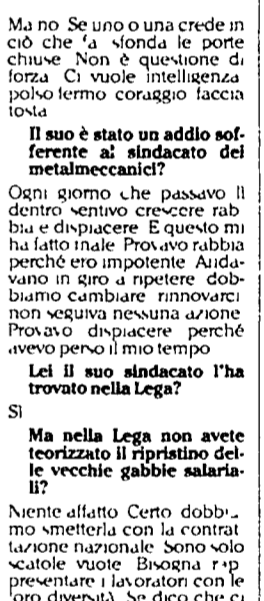 Ma no Se uno o una crede in
ciò che fa sfonda le porte
chiuse Non è questione di
forza Ci vuole intelligenza
polso fermo coraggio faccia
tosta
Il suo è stato un addio sof-
ferente al sindacato dei
metalmeccanici?
Ogni giorno che passavo lì
dentro sentivo crescere rab
bia e dispiacere E questo mi
ha fatto male Provavo rabbia
perché ero impotente Anda-
vano in giro a ripetere dob-
biamo cambiare rinnovarci
non seguiva nessuna azione
Provavo dispiacere perché
avevo perso il mio tempo
Lei il suo sindacato l'ha
trovato nella Lega?
Sì
Ma nella Lega non avete
teorizzato il ripristino del-
le vecchie gabbie salaria-
li?
Niente affatto Certo dobbia
mo smetterla con la contrat
tazione nazionale Sono solo
scatole vuote Bisogna rap
presentare i lavoratori con le
loro diversità Se dico che ci